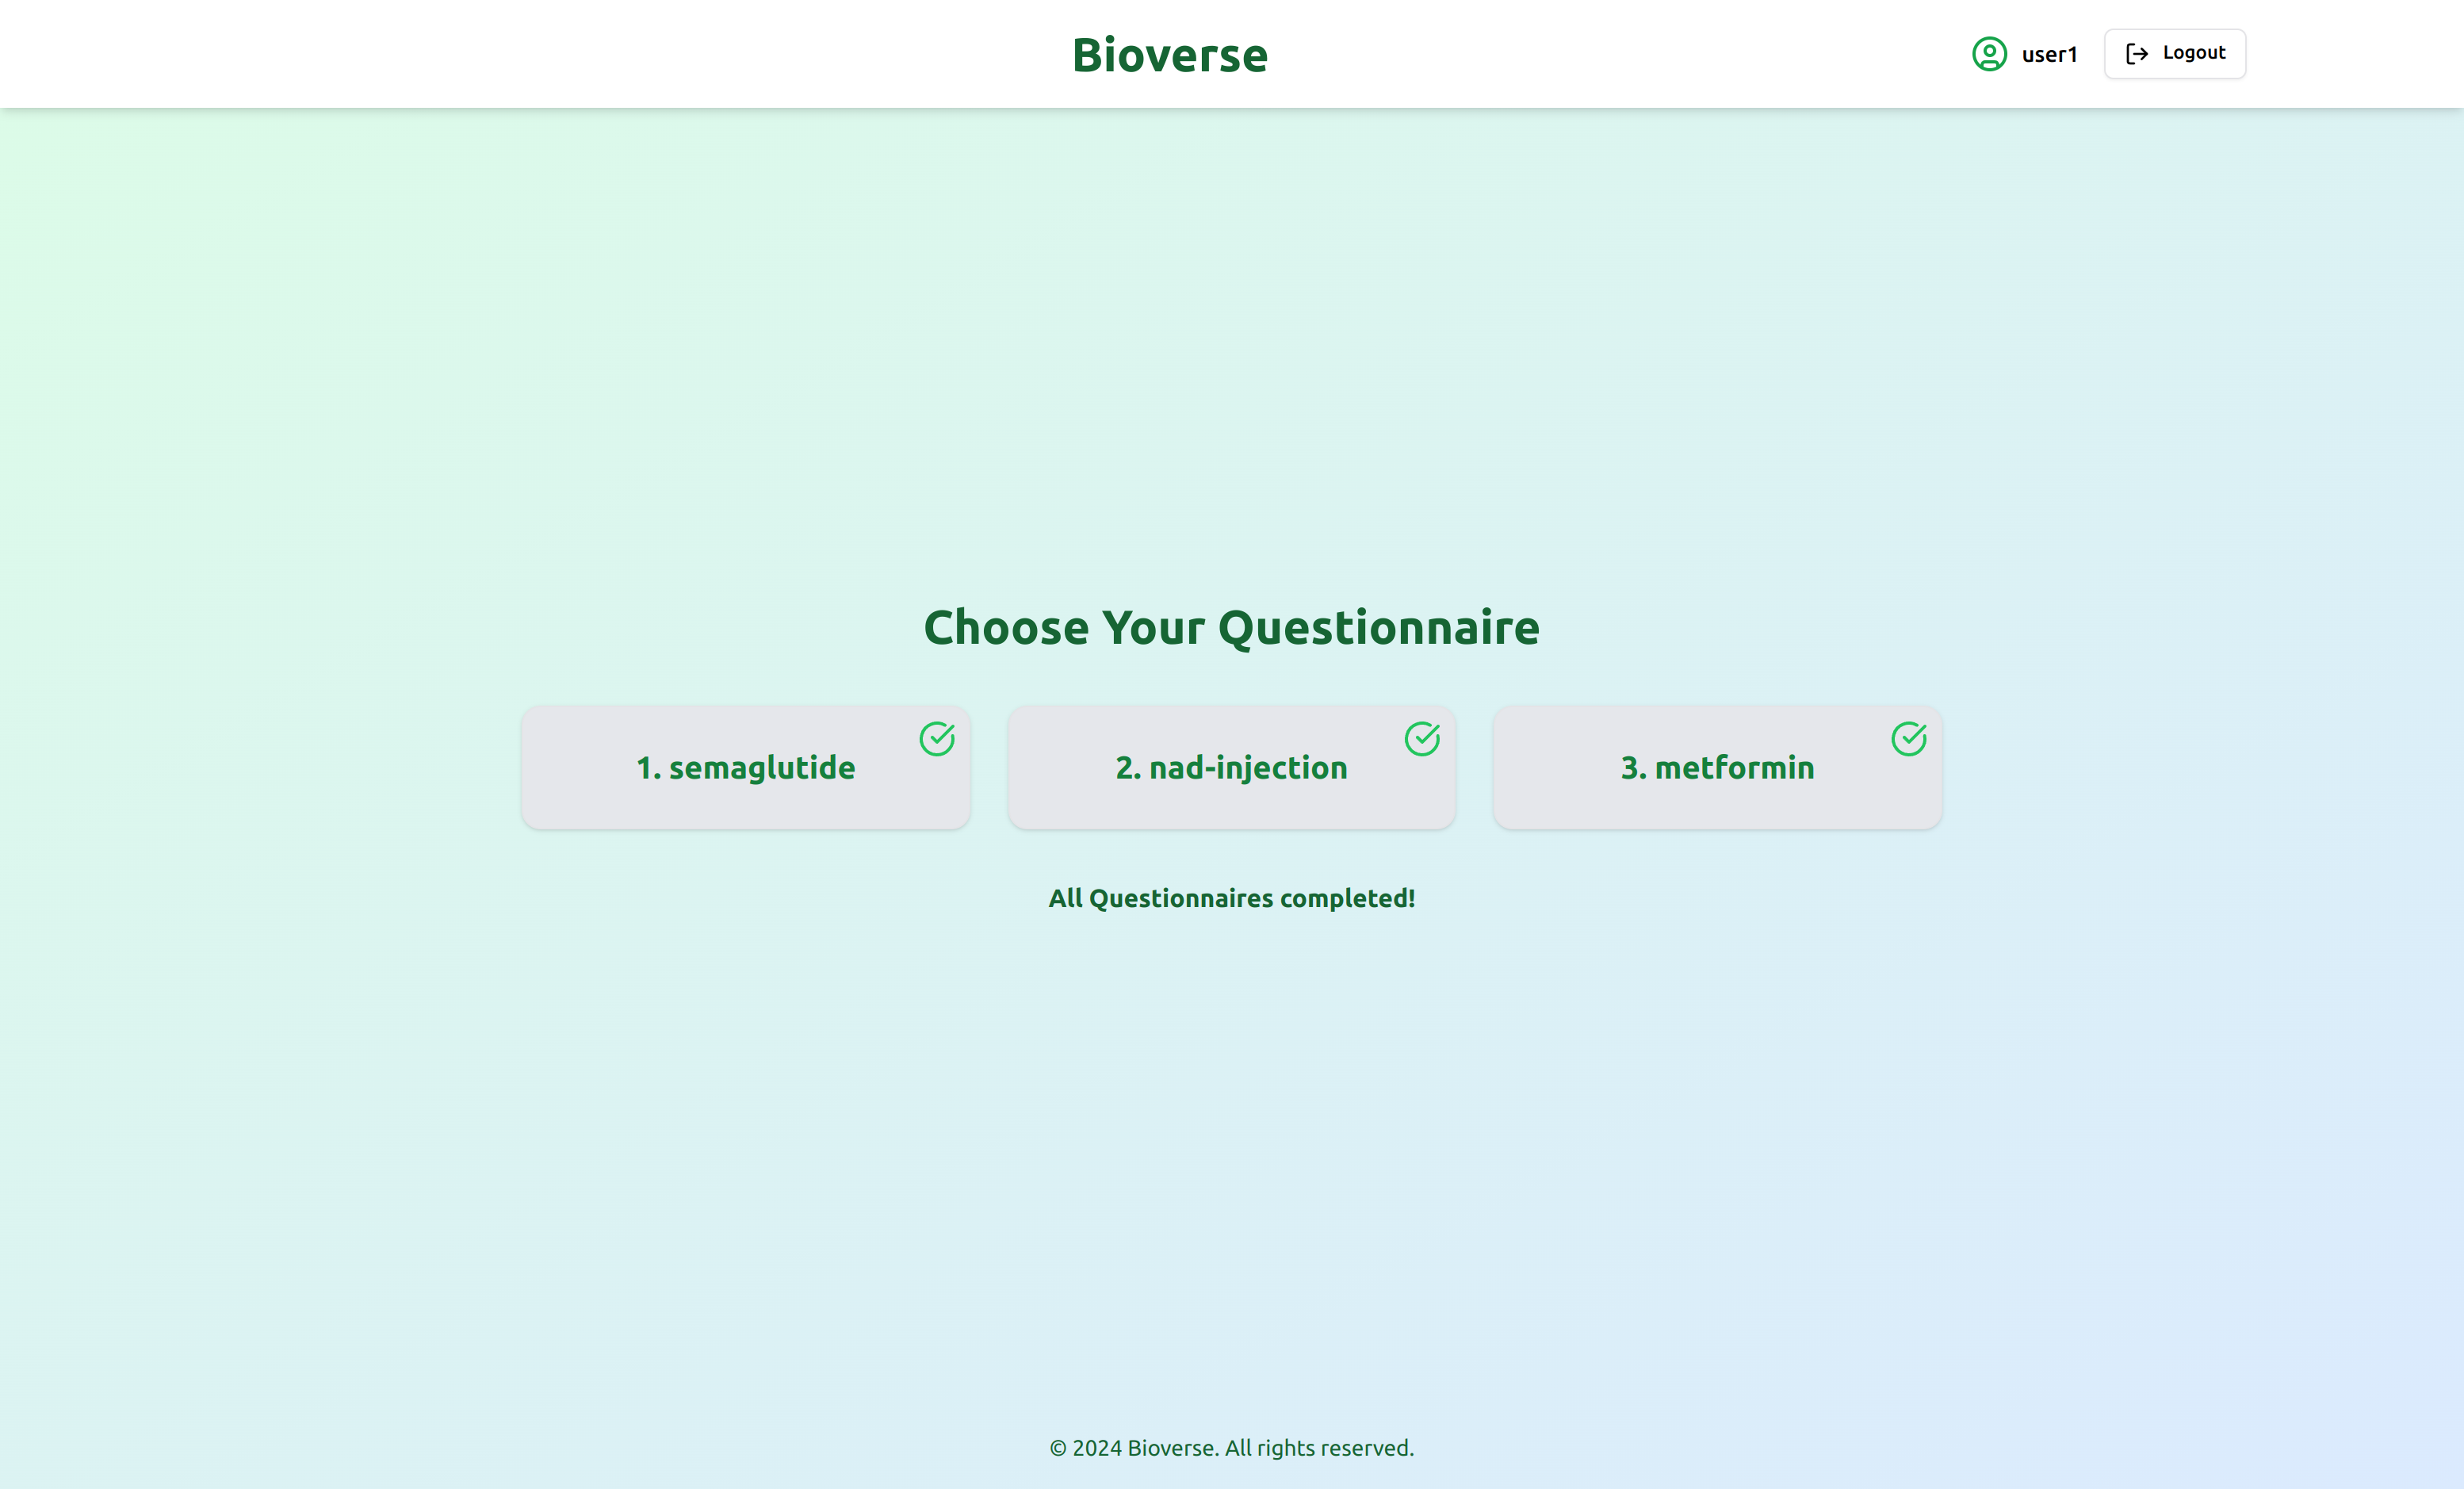 Bioverse
user1
Logout
Choose Your Questionnaire
1. semaglutide
2. nad-injection
3. metformin
All Questionnaires completed!
© 2024 Bioverse. All rights reserved.